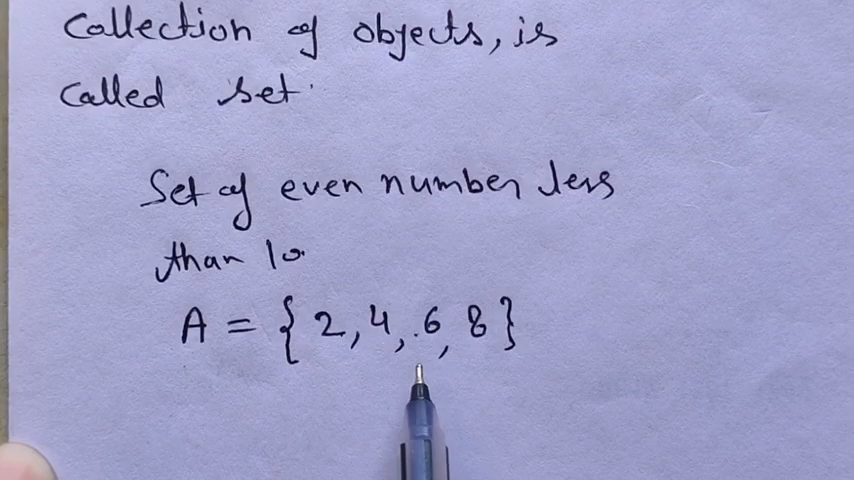 Collection of objects, is
Called set.
Set of even number less
than 10
A = { 2, 4, 6, 8 }